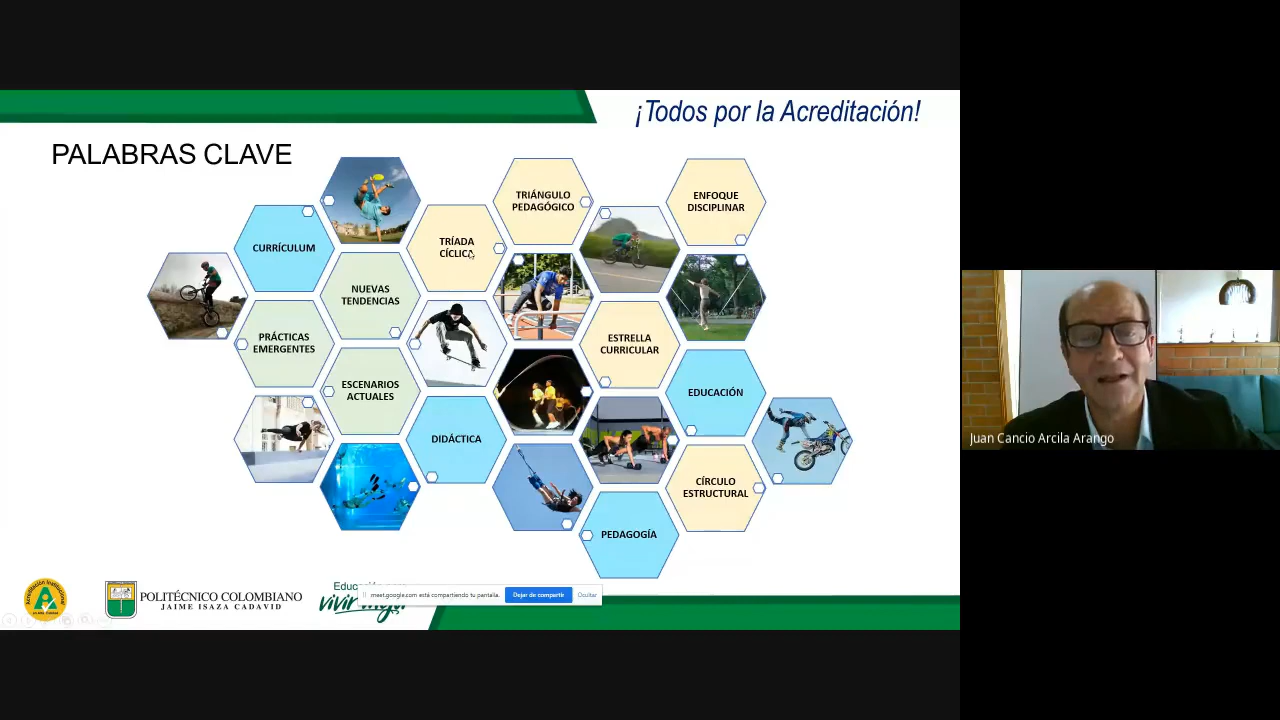 ¡Todos por la Acreditación!
PALABRAS CLAVE
TRIÁNGULO
PEDAGÓGICO
ENFOQUE
DISCIPLINAR
CURRÍCULUM
TRÍADA
CÍCLICA
NUEVAS
TENDENCIAS
PRÁCTICAS
EMERGENTES
ESTRELLA
CURRICULAR
ESCENARIOS
ACTUALES
EDUCACIÓN
DIDÁCTICA
CÍRCULO
ESTRUCTURAL
PEDAGOGÍA
Juan Cancio Arcila Arango
POLITÉCNICO COLOMBIANO
JAIME ISAZA CADAVID
vivir mejor
meet.google.com está compartiendo tu pantalla.
Dejar de compartir
Ocultar